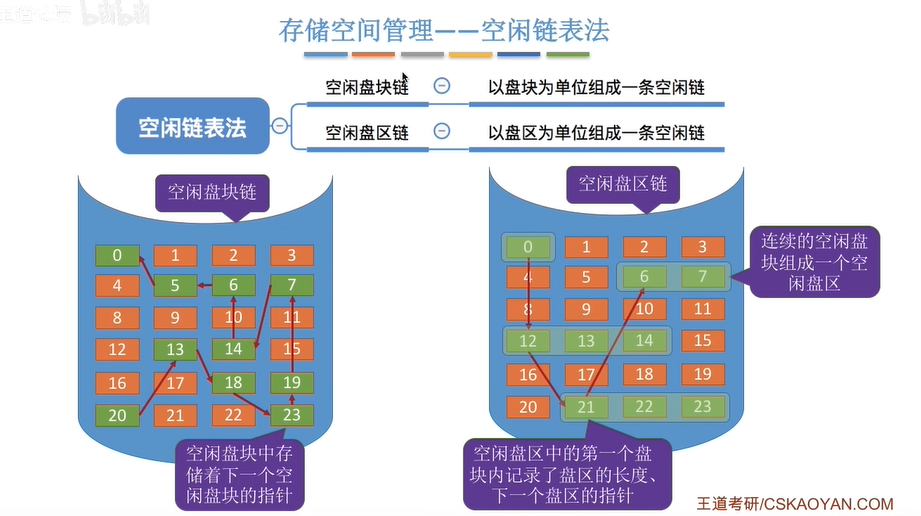 王道考研 bilibili
存储空间管理——空闲链表法
空闲链表法
空闲盘块链
以盘块为单位组成一条空闲链
空闲盘区链
以盘区为单位组成一条空闲链
空闲盘块链
0 1 2 3
4 5 6 7
8 9 10 11
12 13 14 15
16 17 18 19
20 21 22 23
空闲盘块中存
储着下一个空
闲盘块的指针
空闲盘区链
0 1 2 3
4 5 6 7
8 9 10 11
12 13 14 15
16 17 18 19
20 21 22 23
连续的空闲盘
块组成一个空
闲盘区
空闲盘区中的第一个盘
块内记录了盘区的长度、
下一个盘区的指针
王道考研/CSKAOYAN.COM